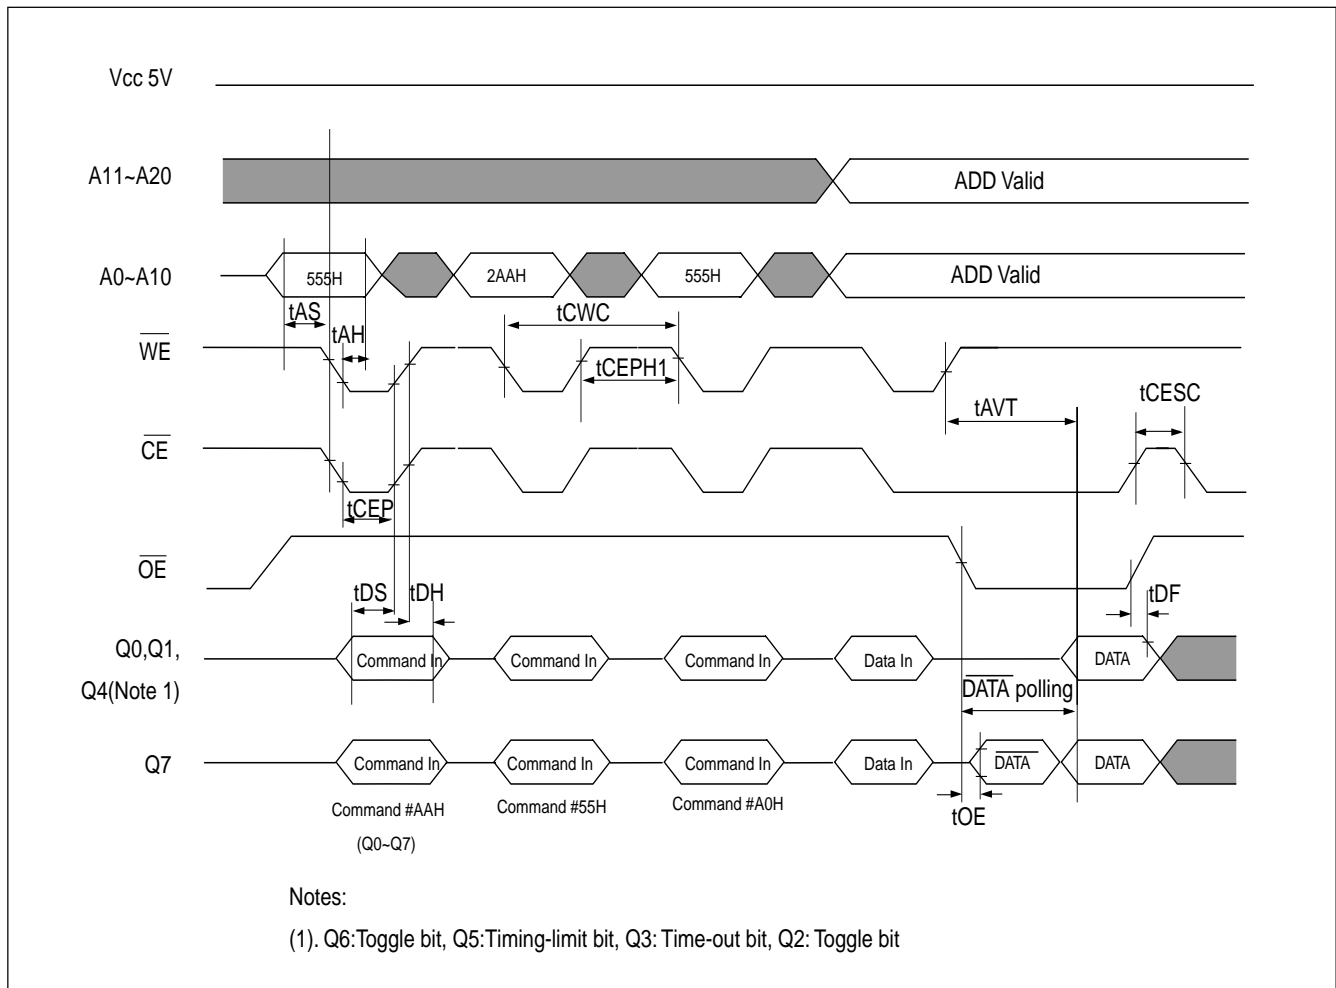 Vcc 5V
A11~A20
ADD Valid
A0~A10
555H
2AAH
555H
ADD Valid
tAS
tAH
tCWC
WE
tCEPH1
tAVT
tCESC
CE
tCEP
OE
tDS
tDH
tDF
Q0,Q1,
Q4(Note 1)
Command In
Command In
Command In
Data In
DATA
DATA polling
Q7
Command In
Command In
Command In
Data In
DATA
DATA
tOE
Command #AAH
(Q0~Q7)
Command #55H
Command #A0H
Notes:
(1). Q6:Toggle bit, Q5:Timing-limit bit, Q3: Time-out bit, Q2: Toggle bit